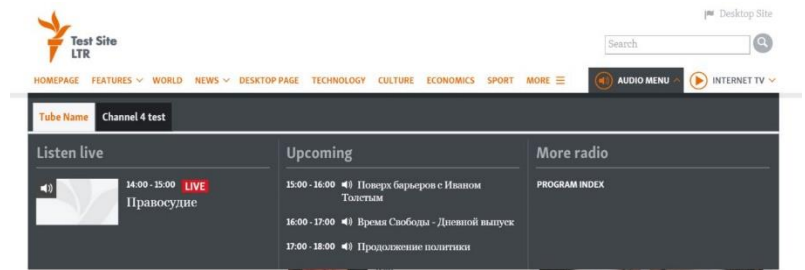 Desktop Site
Test Site
LTR
Search
HOMEPAGE FEATURES WORLD NEWS DESKTOP PAGE TECHNOLOGY CULTURE ECONOMICS SPORT MORE AUDIO MENU INTERNET TV
Tube Name Channel 4 test
Listen live Upcoming More radio
14:00 - 15:00 LIVE
Правосудие
15:00 - 16:00 Поверх барьеров с Иваном
Толстым
16:00 - 17:00 Время Свободы - Дневной выпуск
17:00 - 18:00 Продолжение политики
PROGRAM INDEX